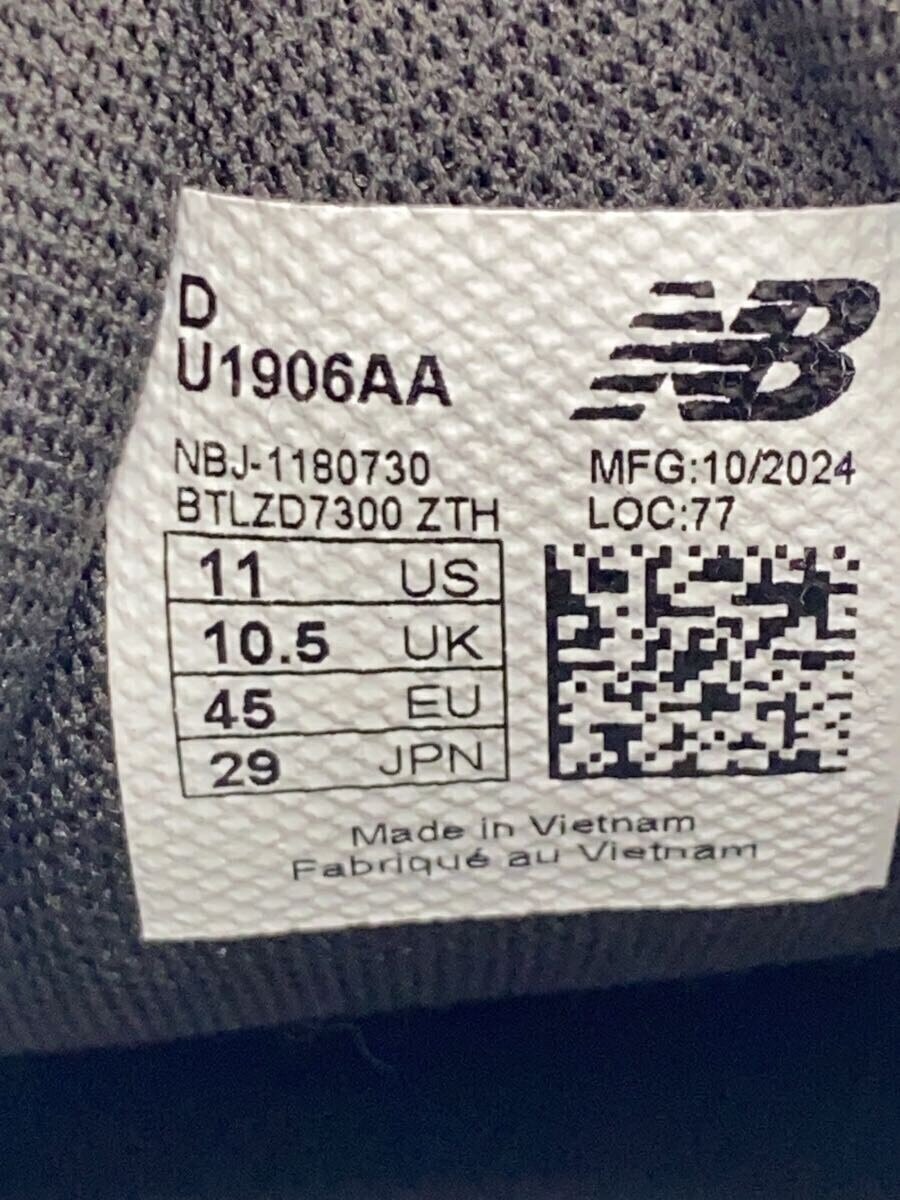 D
U1906AA
NB
NBJ-1180730
MFG:10/2024
BTLZD7300 ZTH
LOC:77
11 US
10.5 UK
45 EU
29 JPN
Made in Vietnam
Fabriqué au Vietnam